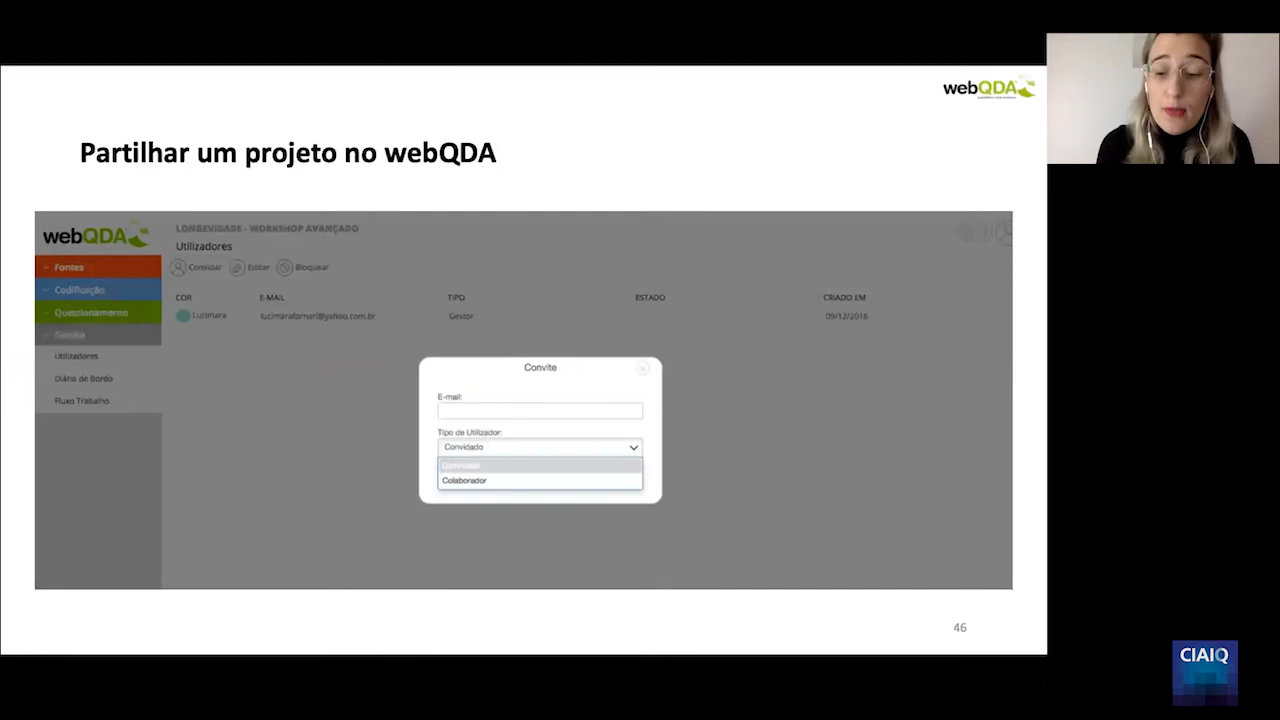 webQDA
Partilhar um projeto no webQDA
webQDA
LONGEVIDADE - WORKSHOP AVANÇADO
Utilizadores
Convidar Editar Bloquear
Fontes
Codificação
Questionamento
Gestão
Utilizadores
Diário de Bordo
Fluxo Trabalho
COR E-MAIL TIPO ESTADO CRIADO EM
Lucimara lucimarafornari@yahoo.com.br Gestor 09/12/2016
Convite
E-mail:
Tipo de Utilizador:
Convidado
Convidado
Colaborador
46
CIAIQ